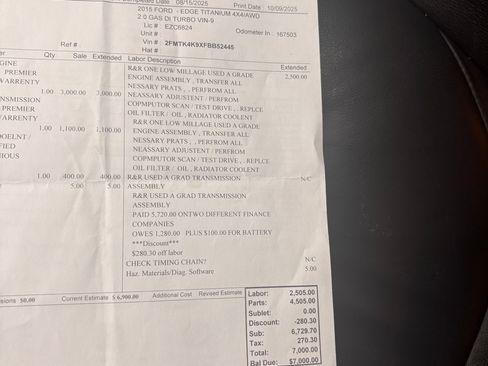 Completed Date 08/15/2025
Print Date 10/09/2025
2015 FORD - EDGE TITANIUM 4X4/AWD
2.0 GAS DI TURBO VIN-9
Lic # : EZC6824
Odometer In : 167503
Unit # :
Vin # : 2FMTK4K9XFBB52445
Ref # :
Hat # :
Qty Sale Extended Labor Description Extended
R&R ONE LOW MILLAGE USED A GRADE 2,500.00
ENGINE ASSEMBLY , TRANSFER ALL
PREMIER NESSARY PRATS , , PERFROM ALL
WARRENTY NEASSARY ADJUSTENT / PERFROM
1.00 3,000.00 3,000.00 COPMPUTOR SCAN / TEST DRIVE , . REPLCE
OIL FILTER / OIL , RADIATOR COOLENT
R&R ONE LOW MILLAGE USED A GRADE
PREMIER ENGINE ASSEMBLY , TRANSFER ALL
WARRANTY NESSARY PRATS , , PERFROM ALL
1.00 1,100.00 1,100.00 NEASSARY ADJUSTENT / PERFROM
COPMPUTOR SCAN / TEST DRIVE , . REPLCE
OIL FILTER / OIL , RADIATOR COOLENT
1.00 400.00 400.00 R&R USED A GRAD TRANSMISSION N/C
5.00 5.00 ASSEMBLY
R&R USED A GRAD TRANSMISSION
ASSEMBLY
PAID 5,720.00 ONTWO DIFFERENT FINANCE
COMPANIES
OWES 1,280.00 PLUS $100.00 FOR BATTERY
***Discount***
$280.30 off labor
CHECK TIMING CHAIN? N/C
Haz. Materials/Diag. Software 5.00
$0.00 Current Estimate $ 6,900.00 Additional Cost Revised Estimate
Labor: 2,505.00
Parts: 4,505.00
Sublet: 0.00
Discount: -280.30
Sub: 6,729.70
Tax: 270.30
Total: 7,000.00
Bal Due: $7,000.00